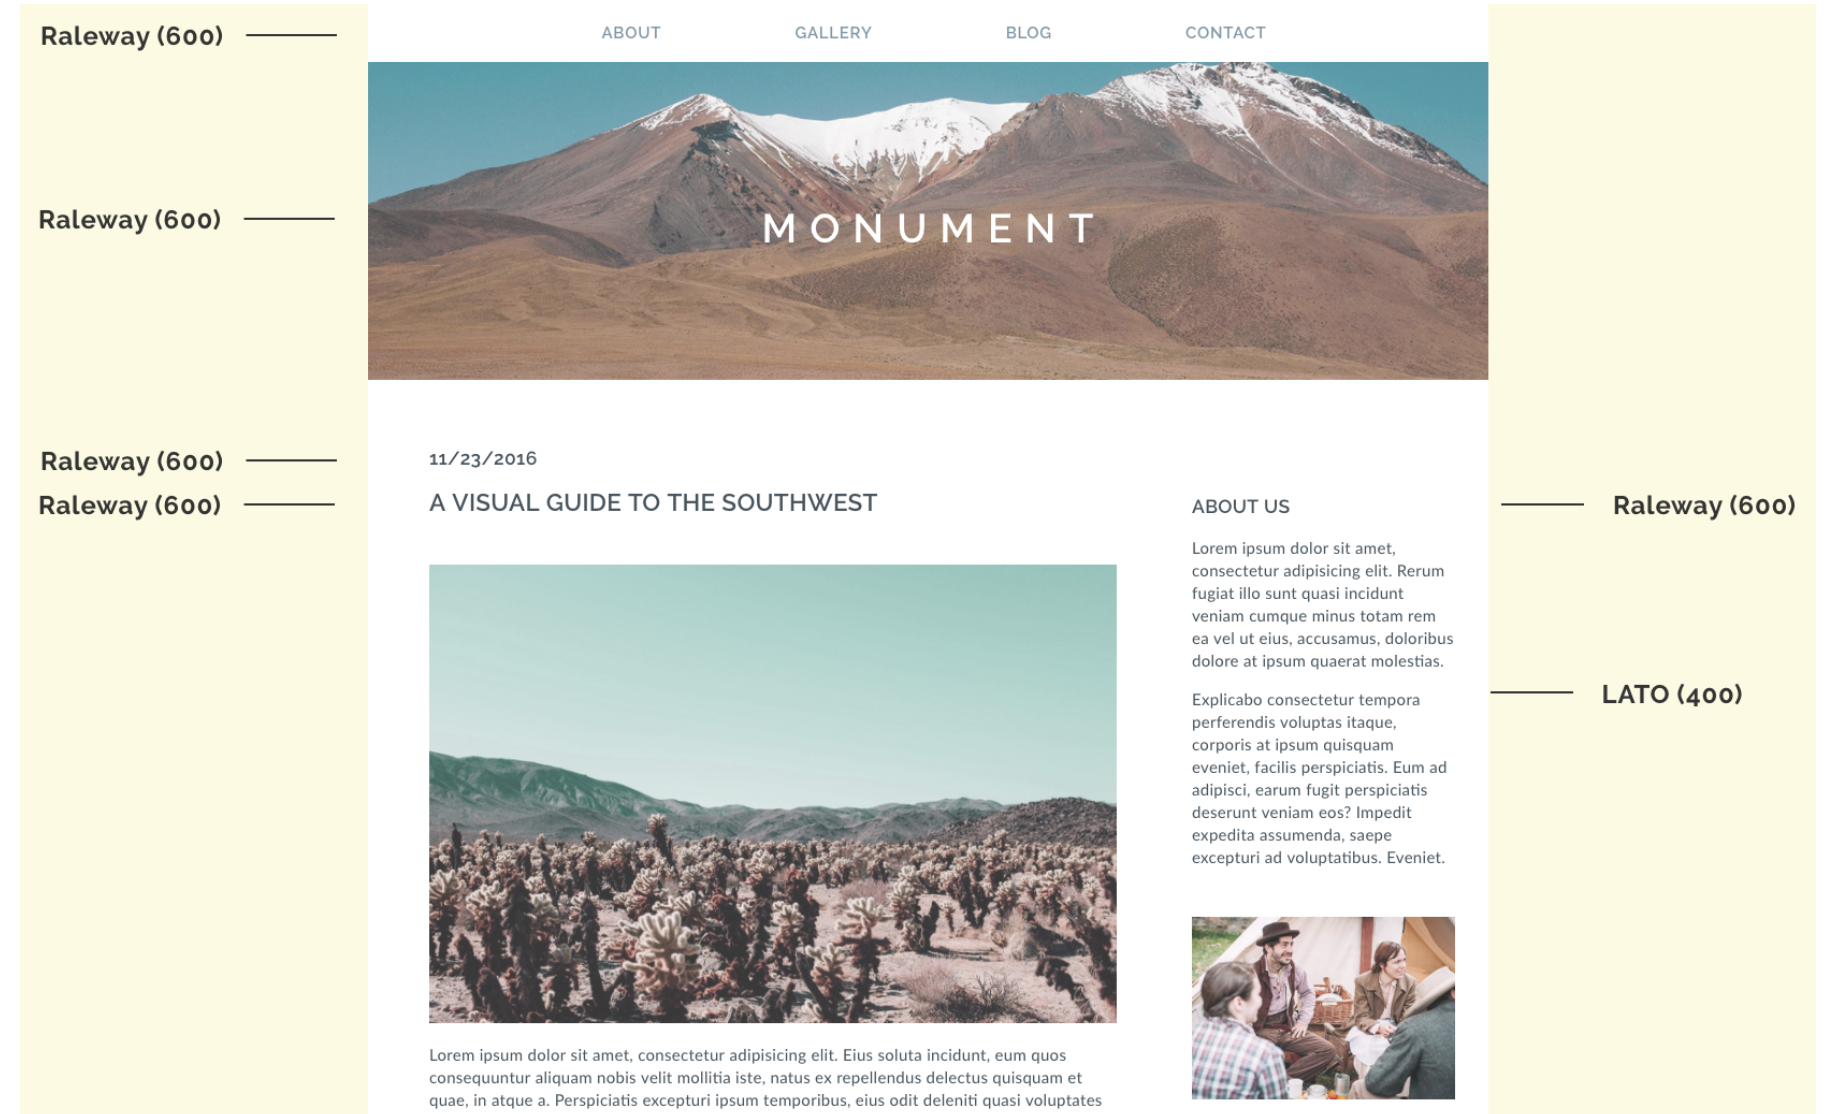 Raleway (600)
ABOUT GALLERY BLOG CONTACT
Raleway (600)
MONUMENT
Raleway (600)
11/23/2016
Raleway (600)
A VISUAL GUIDE TO THE SOUTHWEST
ABOUT US
Raleway (600)
Lorem ipsum dolor sit amet,
consectetur adipisicing elit. Rerum
fugiat illo sunt quasi incidunt
veniam cumque minus totam rem
ea vel ut eius, accusamus, doloribus
dolore at ipsum quaerat molestias.
LATO (400)
Explicabo consectetur tempora
perferendis voluptas itaque,
corporis at ipsum quisquam
eveniet, facilis perspiciatis. Eum ad
adipisci, earum fugit perspiciatis
deserunt veniam eos? Impedit
expedita assumenda, saepe
excepturi ad voluptatibus. Eveniet.
Lorem ipsum dolor sit amet, consectetur adipisicing elit. Eius soluta incidunt, eum quos
consequuntur aliquam nobis velit mollitia iste, natus ex repellendus delectus quisquam et
quae, in atque a. Perspiciatis excepturi ipsum temporibus, eius odit deleniti quasi voluptates